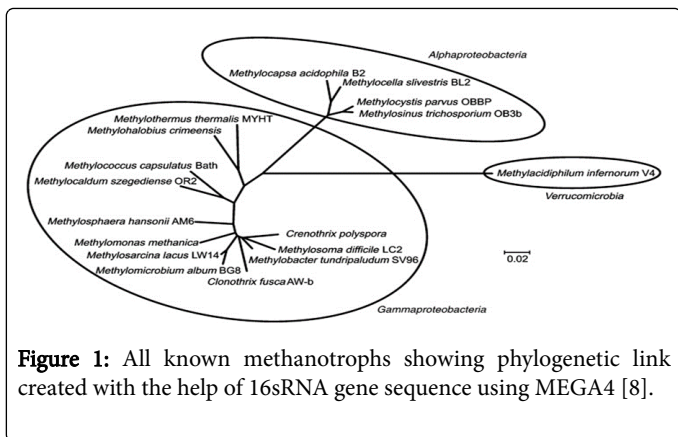 Alphaproteobacteria
Methylocapsa acidophila B2
Methylocella slivestris BL2
Methylocystis parvus OBBP
Methylosinus trichosporium OB3b
Methylothermus thermalis MYHT
Methylohalobius crimeensis
Methylococcus capsulatus Bath
Methylocaldum szegediense OR2
Methylacidiphilum infernorum V4
Verrucomicrobia
Methylosphaera hansonii AM6
Crenothrix polyspora
Methylomonas methanica
Methylosoma difficile LC2
Methylosarcina lacus LW14
Methylobacter tundripaludum SV96
Methylomicrobium album BG8
Clonothrix fusca AW-b
0.02
Gammaproteobacteria
Figure 1: All known methanotrophs showing phylogenetic link
created with the help of 16sRNA gene sequence using MEGA4 [8].